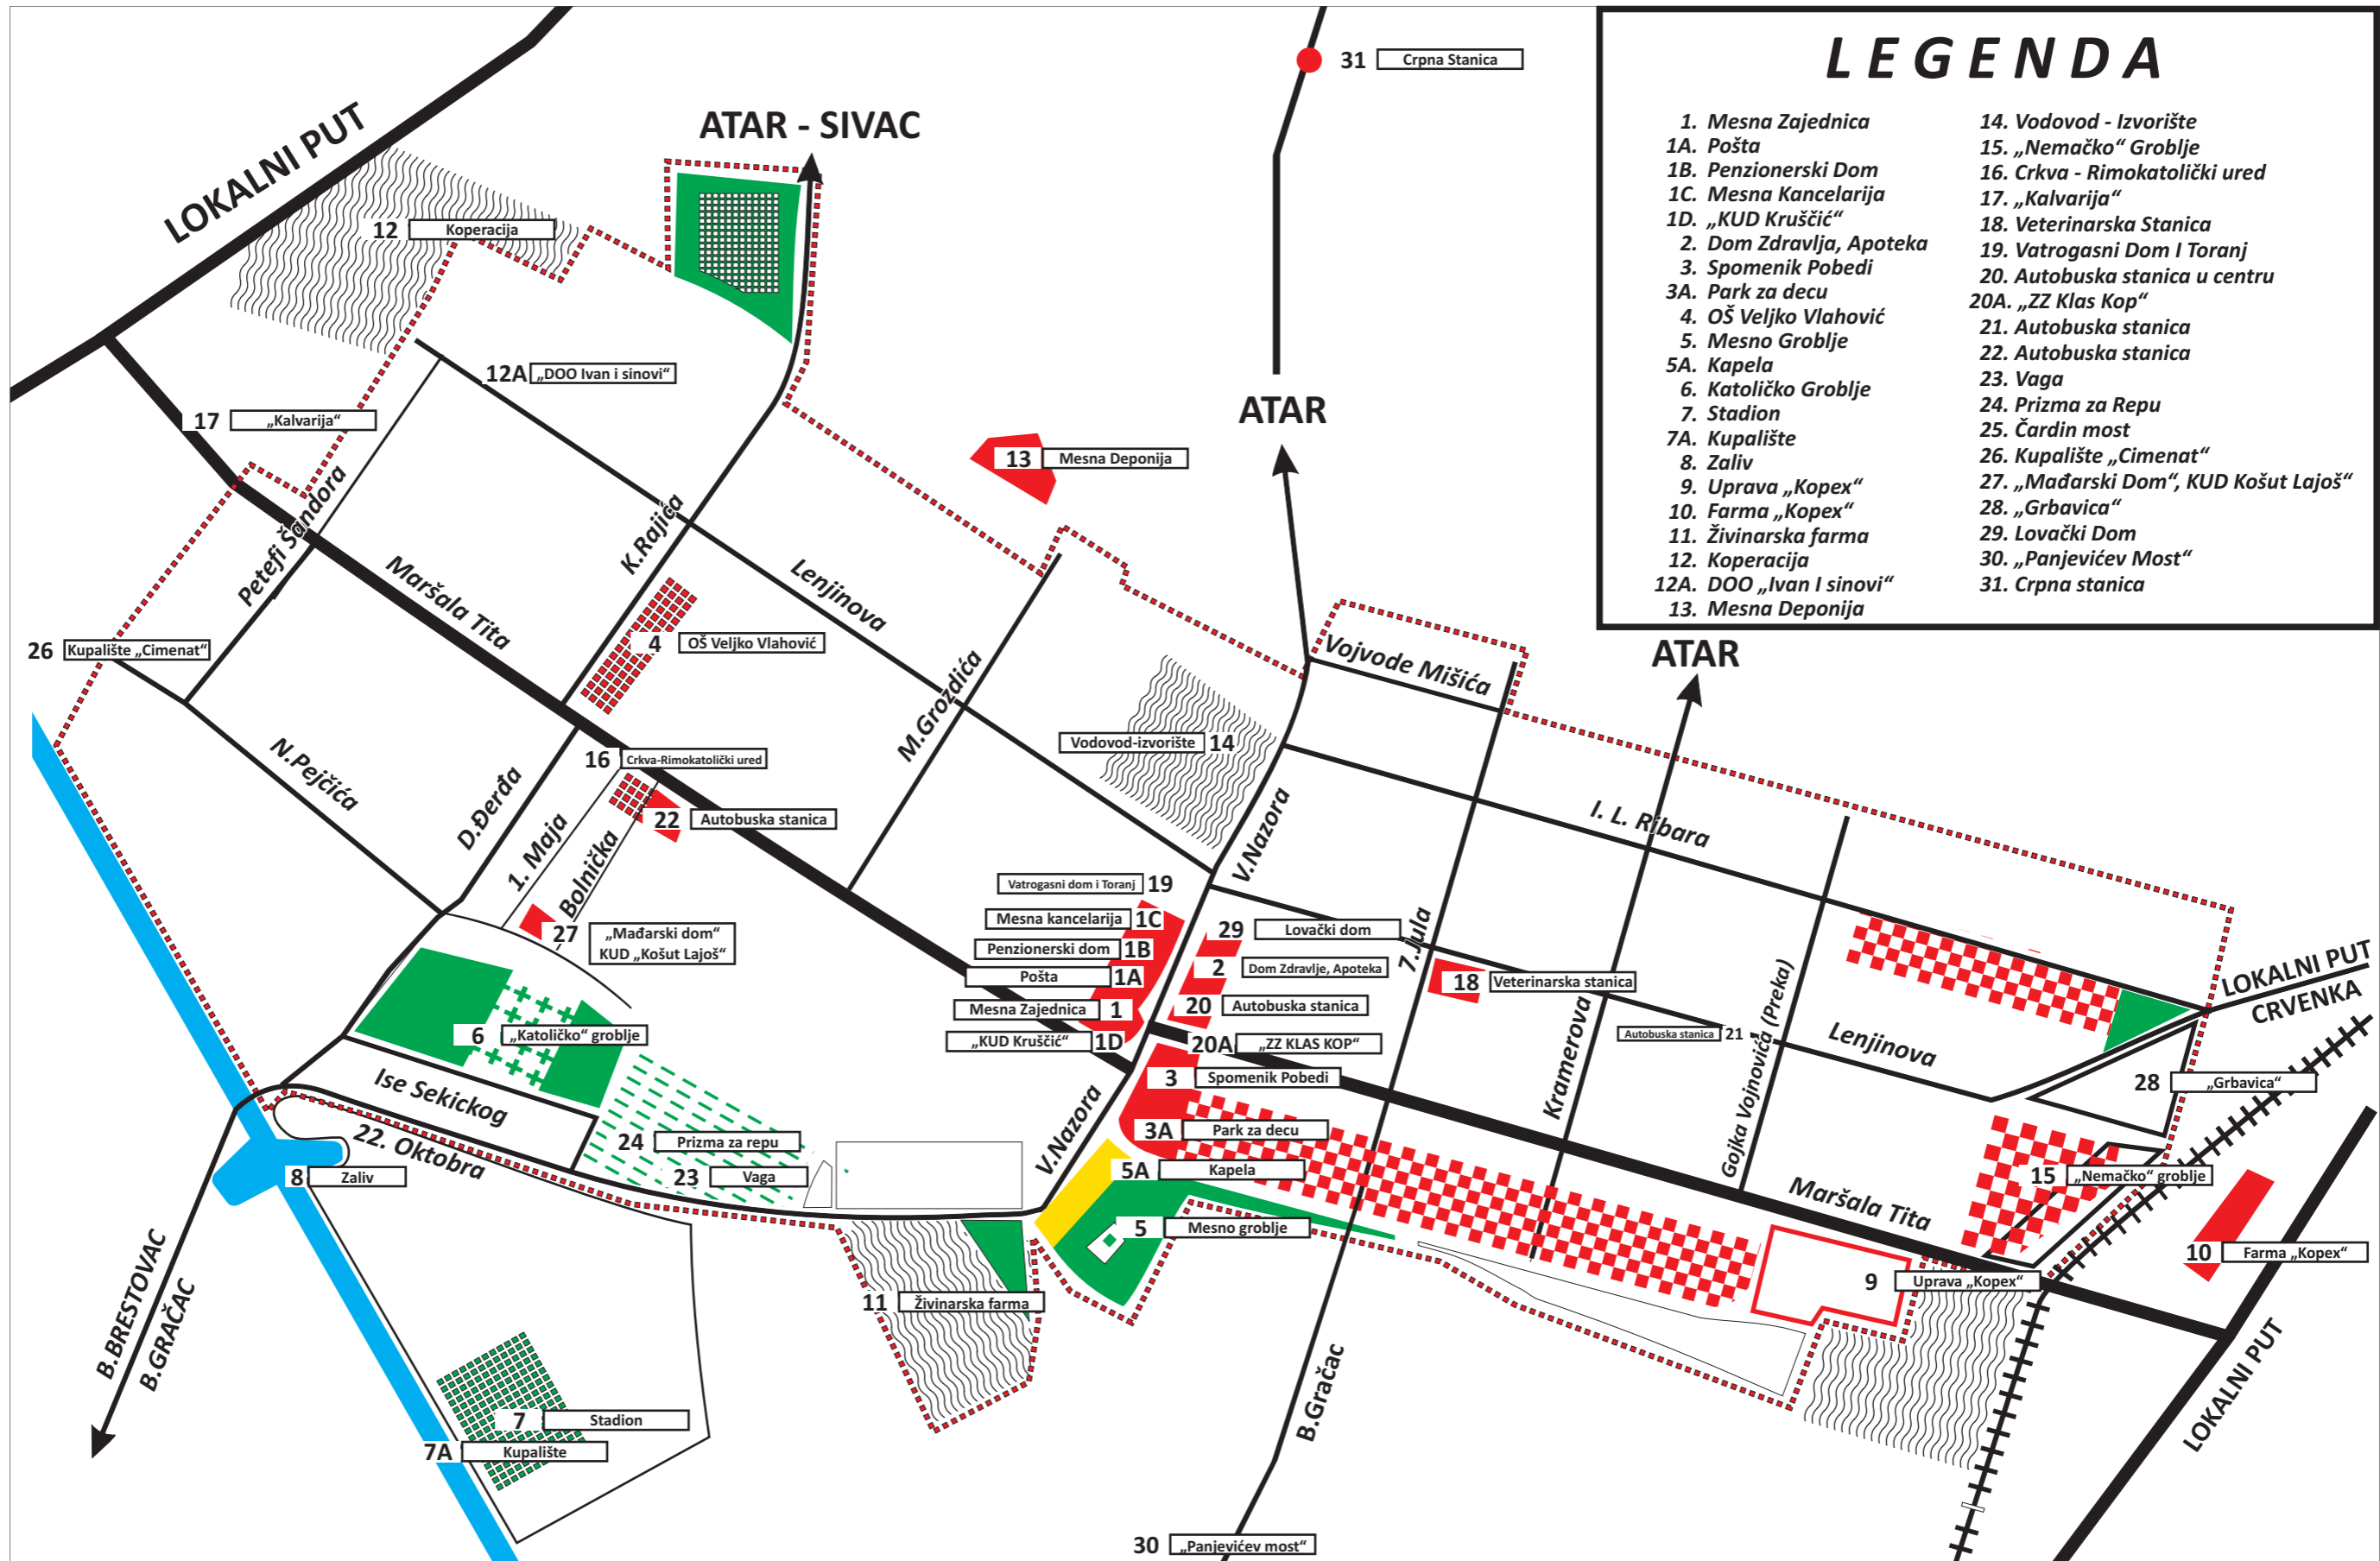 LEGENDA
1. Mesna Zajednica
1A. Pošta
1B. Penzionerski Dom
1C. Mesna Kancelarija
1D. „KUD Kruščić“
2. Dom Zdravlja, Apoteka
3. Spomenik Pobedi
3A. Park za decu
4. OŠ Veljko Vlahović
5. Mesno Groblje
5A. Kapela
6. Katoličko Groblje
7. Stadion
7A. Kupalište
8. Zaliv
9. Uprava „Kopex“
10. Farma „Kopex“
11. Živinarska farma
12. Koperacija
12A. DOO „Ivan I sinovi“
13. Mesna Deponija
14. Vodovod - Izvorište
15. „Nemačko“ Groblje
16. Crkva - Rimokatolički ured
17. „Kalvarija“
18. Veterinarska Stanica
19. Vatrogasni Dom I Toranj
20. Autobuska stanica u centru
20A. „ZZ Klas Kop“
21. Autobuska stanica
22. Autobuska stanica
23. Vaga
24. Prizma za Repu
25. Čardin most
26. Kupalište „Cimenat“
27. „Mađarski Dom“, KUD Košut Lajoš“
28. „Grbavica“
29. Lovački Dom
30. „Panjevićev Most“
31. Crpna stanica
31 Crpna Stanica
ATAR - SIVAC
LOKALNI PUT
12 Koperacija
12A „DOO Ivan i sinovi“
ATAR
17 „Kalvarija“
13 Mesna Deponija
Petefi Šandora
K.Rajića
Maršala Tita
Lenjinova
4 OŠ Veljko Vlahović
26 Kupalište „Cimenat“
M.Grozdića
Vojvode Mišića
ATAR
Vodovod-izvorište 14
16 Crkva-Rimokatolički ured
N.Pejčića
D.Đerđa
22 Autobuska stanica
1. Maja
Bolnička
V.Nazora
I. L. Ribara
Vatrogasni dom i Toranj 19
Mesna kancelarija 1C
Penzionerski dom 1B
Pošta 1A
Mesna Zajednica 1
„KUD Kruščić“ 1D
29 Lovački dom
2 Dom Zdravlje, Apoteka
20 Autobuska stanica
20A „ZZ KLAS KOP“
27 „Mađarski dom“
KUD „Košut Lajoš“
7.Jula
18 Veterinarska stanica
Autobuska stanica 21
Kramerova
Gojka Vojnovića (Preka)
Lenjinova
LOKALNI PUT
CRVENKA
6 „Katoličko“ groblje
3 Spomenik Pobedi
28 „Grbavica“
Ise Sekickog
22. Oktobra
24 Prizma za repu
23 Vaga
V.Nazora
3A Park za decu
5A Kapela
8 Zaliv
15 „Nemačko“ groblje
Maršala Tita
5 Mesno groblje
10 Farma „Kopex“
9 Uprava „Kopex“
11 Živinarska farma
B.BRESTOVAC
B.GRAČAC
B.Gračac
LOKALNI PUT
7 Stadion
7A Kupalište
30 „Panjevićev most“